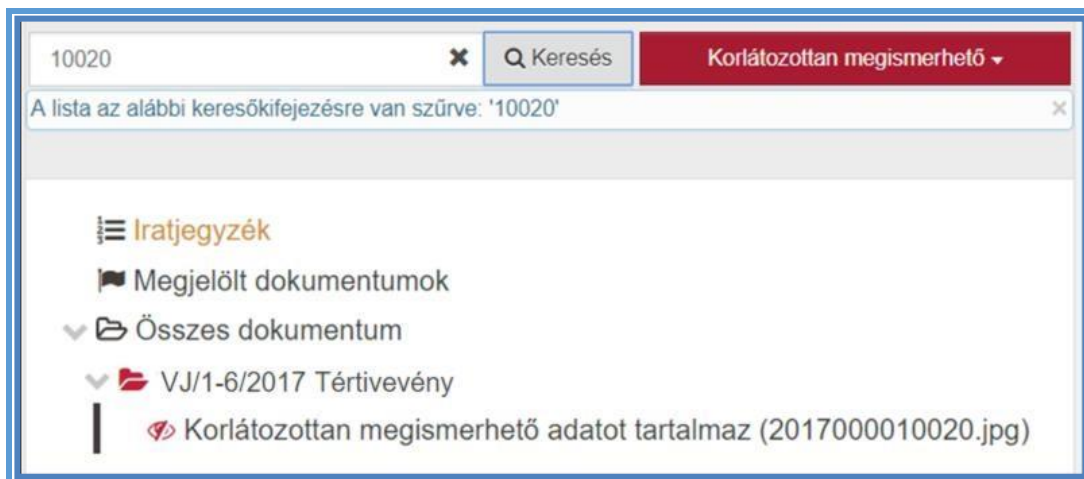 10020 Keresés Korlátozottan megismerhető
A lista az alábbi keresőkifejezésre van szűrve: '10020'
Iratjegyzék
Megjelölt dokumentumok
Összes dokumentum
VJ/1-6/2017 Tértivevény
Korlátozottan megismerhető adatot tartalmaz (2017000010020.jpg)